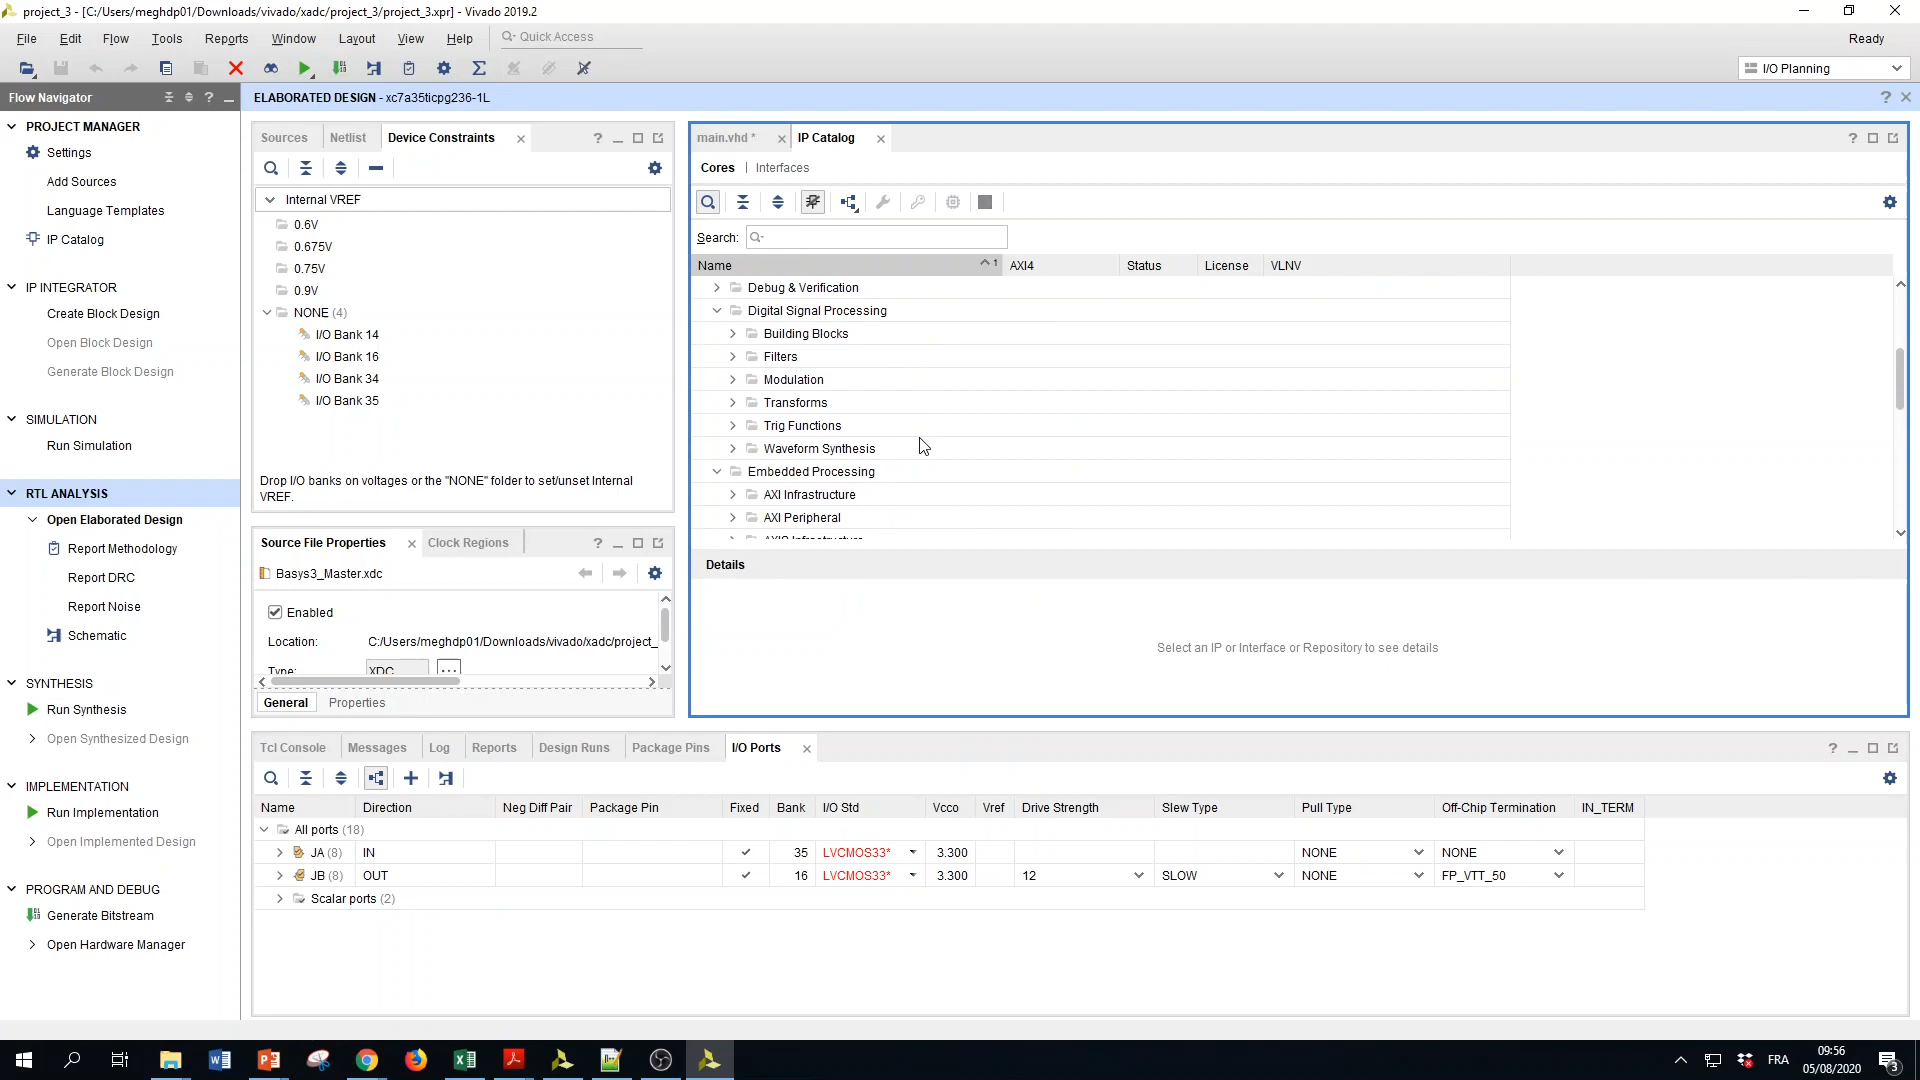 project_3 - [C:/Users/meghdp01/Downloads/vivado/xadc/project_3/project_3.xpr] - Vivado 2019.2
File Edit Flow Tools Reports Window Layout View Help Quick Access Ready
I/O Planning
Flow Navigator
PROJECT MANAGER
Settings
Add Sources
Language Templates
IP Catalog
IP INTEGRATOR
Create Block Design
Open Block Design
Generate Block Design
SIMULATION
Run Simulation
RTL ANALYSIS
Open Elaborated Design
Report Methodology
Report DRC
Report Noise
Schematic
SYNTHESIS
Run Synthesis
Open Synthesized Design
IMPLEMENTATION
Run Implementation
Open Implemented Design
PROGRAM AND DEBUG
Generate Bitstream
Open Hardware Manager
ELABORATED DESIGN - xc7a35ticpg236-1L
Sources Netlist Device Constraints
Internal VREF
0.6V
0.675V
0.75V
0.9V
NONE (4)
I/O Bank 14
I/O Bank 16
I/O Bank 34
I/O Bank 35
Drop I/O banks on voltages or the "NONE" folder to set/unset Internal
VREF.
Source File Properties Clock Regions
Basys3_Master.xdc
Enabled
Location: C:/Users/meghdp01/Downloads/vivado/xadc/project_
Type: XDC ...
General Properties
main.vhd * IP Catalog
Cores | Interfaces
Search:
Name 1 AXI4 Status License VLNV
Debug & Verification
Digital Signal Processing
Building Blocks
Filters
Modulation
Transforms
Trig Functions
Waveform Synthesis
Embedded Processing
AXI Infrastructure
AXI Peripheral
AXIS Infrastructure
Details
Select an IP or Interface or Repository to see details
Tcl Console Messages Log Reports Design Runs Package Pins I/O Ports
Name Direction Neg Diff Pair Package Pin Fixed Bank I/O Std Vcco Vref Drive Strength Slew Type Pull Type Off-Chip Termination IN_TERM
All ports (18)
JA (8) IN 35 LVCMOS33* 3.300 NONE NONE
JB (8) OUT 16 LVCMOS33* 3.300 12 SLOW NONE FP_VTT_50
Scalar ports (2)
FRA
09:56
05/08/2020
3